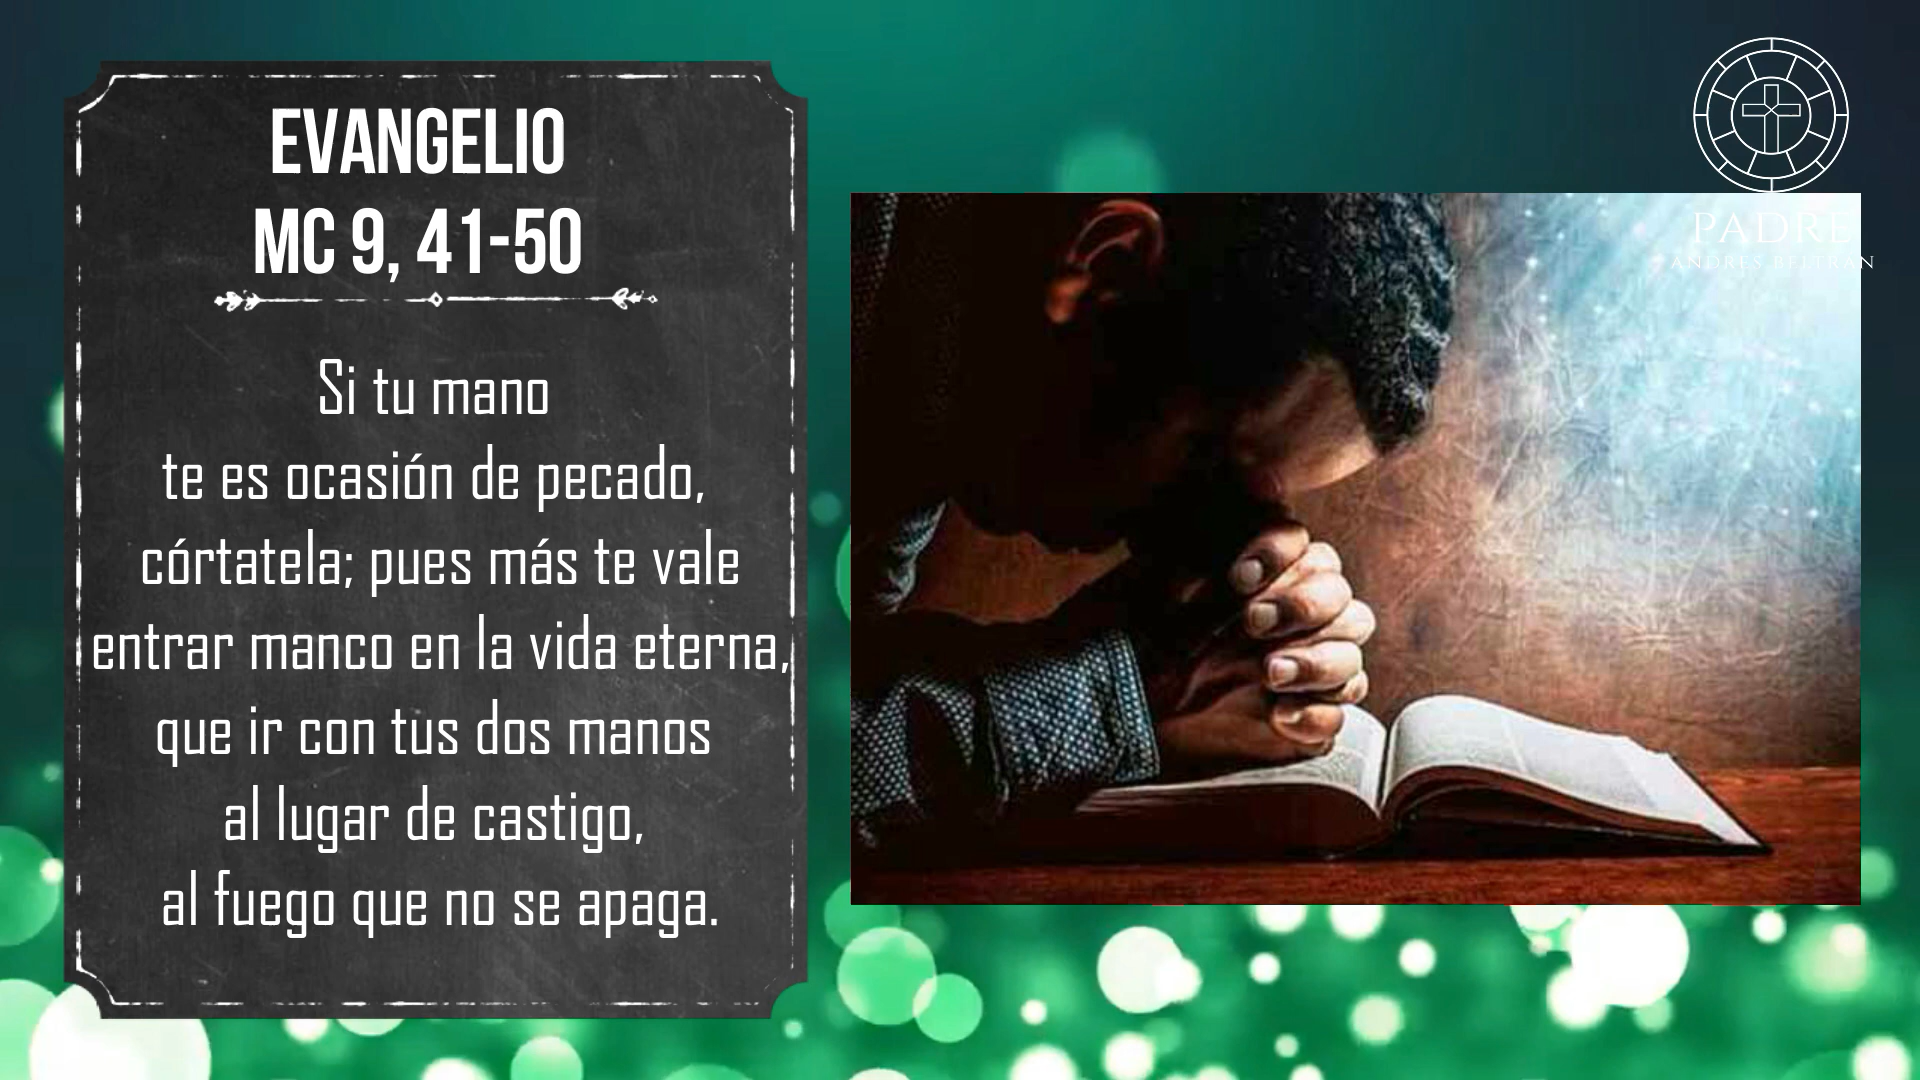 EVANGELIO
MC 9, 41-50
Si tu mano
te es ocasión de pecado,
córtatela; pues más te vale
entrar manco en la vida eterna,
que ir con tus dos manos
al lugar de castigo,
al fuego que no se apaga.
PADRE
ANDRES BELTRAN